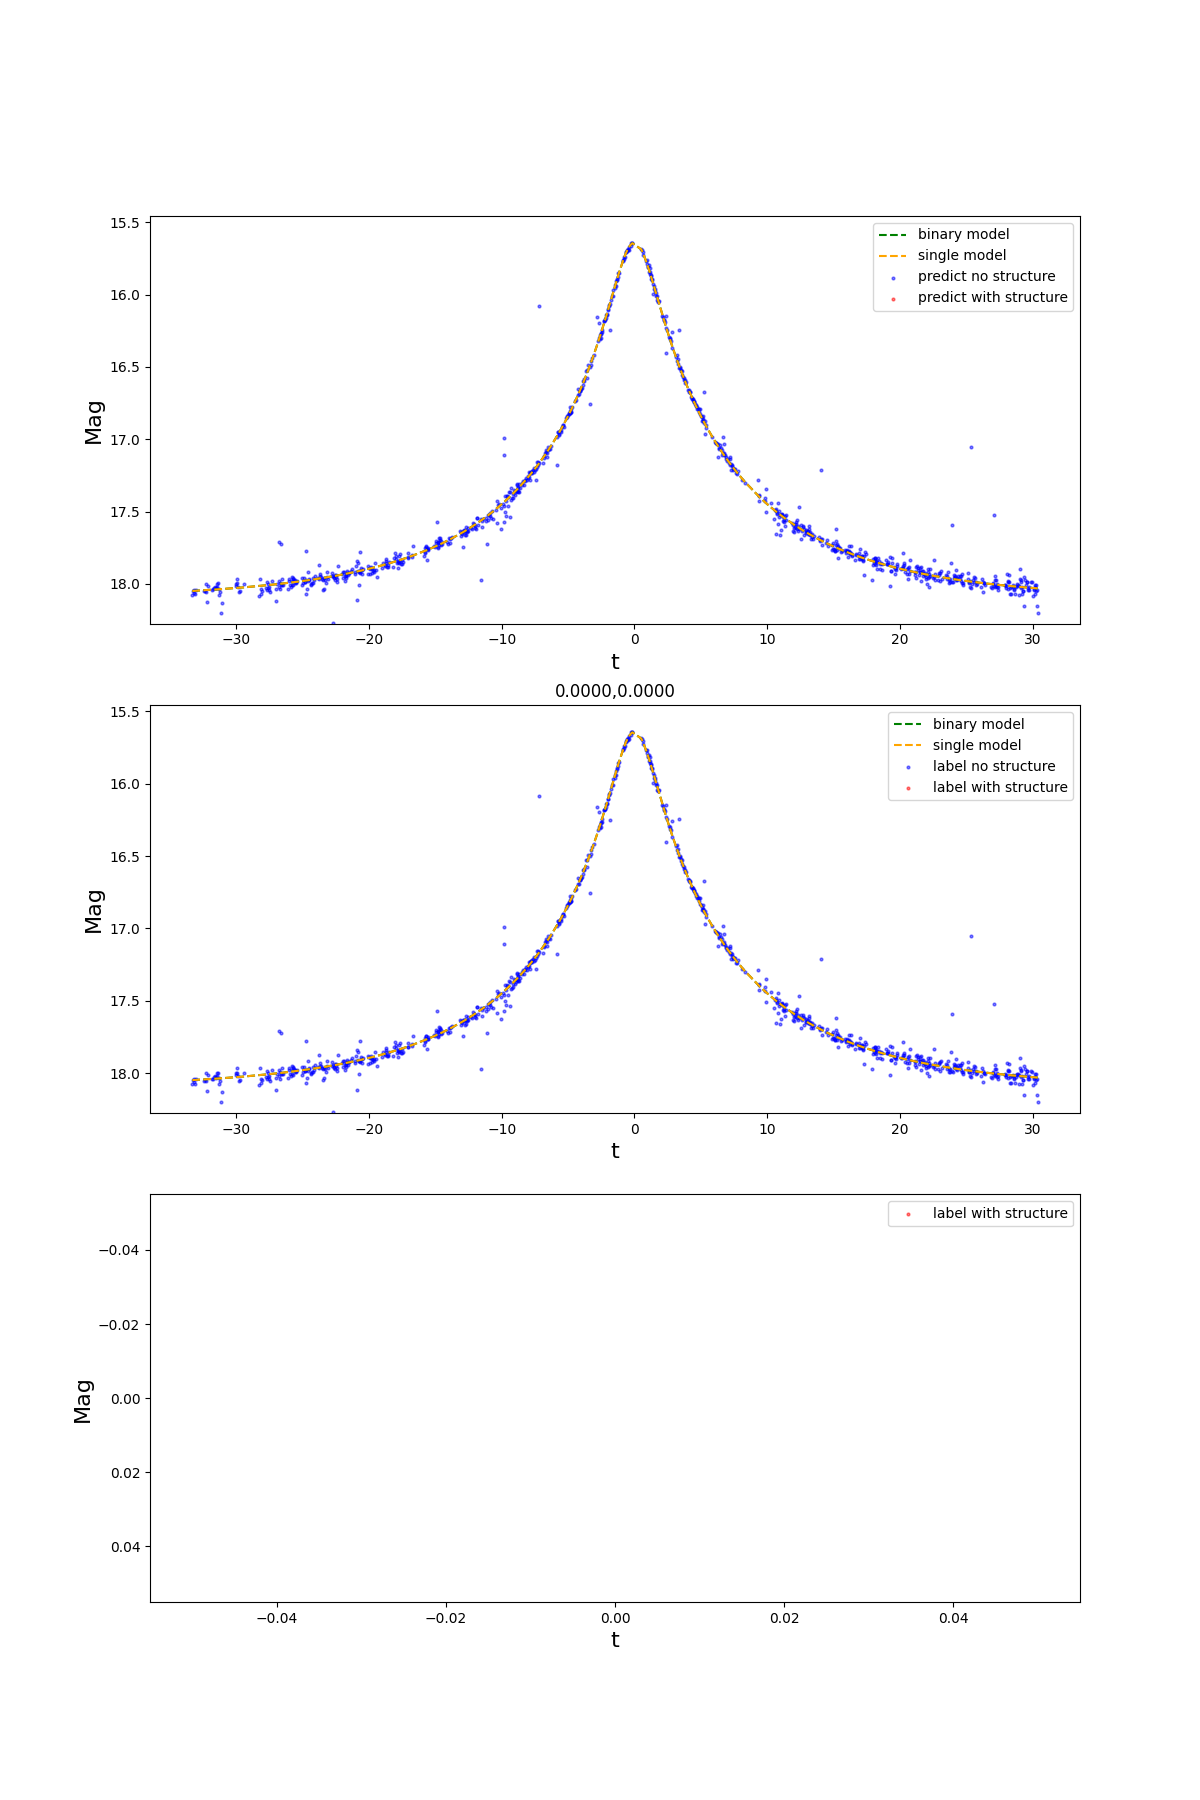 15.5
16.0
16.5
17.0
17.5
18.0
Mag
binary model
single model
predict no structure
predict with structure
−30
−20
−10
0
10
20
30
t
0.0000,0.0000
15.5
16.0
16.5
17.0
17.5
18.0
Mag
binary model
single model
label no structure
label with structure
−30
−20
−10
0
10
20
30
t
−0.04
−0.02
0.00
0.02
0.04
Mag
label with structure
−0.04
−0.02
0.00
0.02
0.04
t